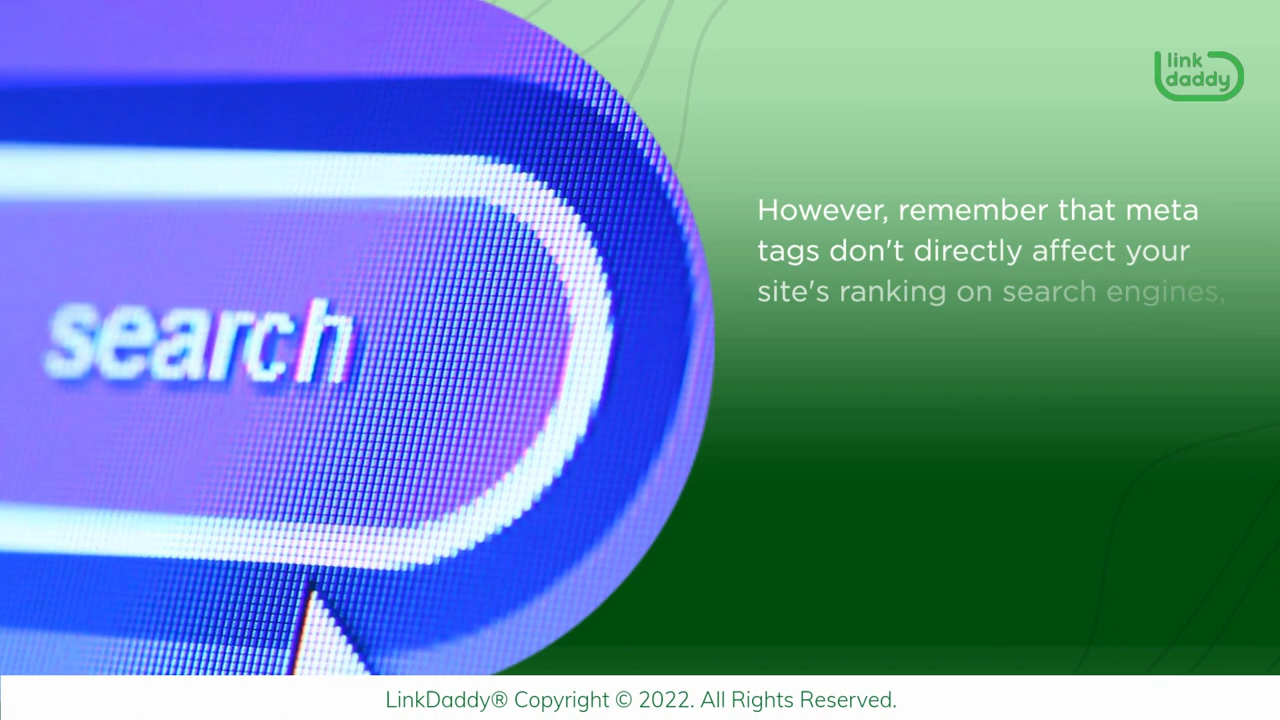 link
daddy
However, remember that meta
tags don't directly affect your
site's ranking on search engines,
search
LinkDaddy® Copyright © 2022. All Rights Reserved.